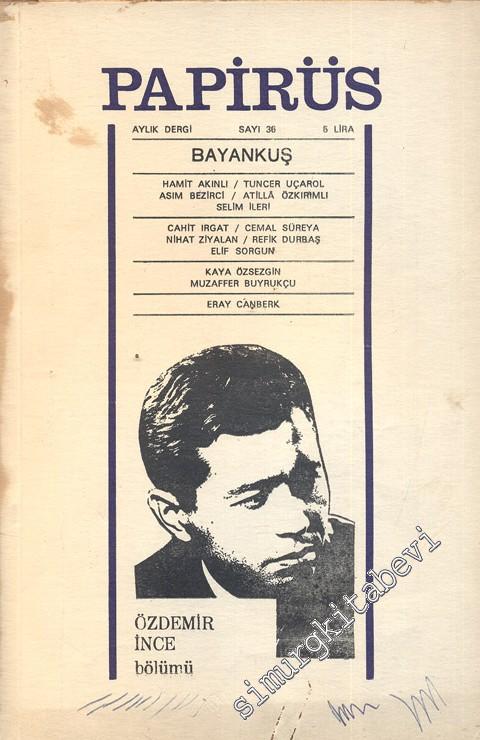 PAPİRÜS
AYLIK DERGİ SAYI 36 5 LİRA
BAYANKUŞ
HAMİT AKINLI / TUNCER UÇAROL
ASIM BEZİRCİ / ATİLLÂ ÖZKIRIMLI
SELİM İLERİ
CAHİT IRGAT / CEMAL SÜREYA
NİHAT ZİYALAN / REFİK DURBAŞ
ELİF SORGUN
KAYA ÖZSEZGİN
MUZAFFER BUYRUKÇU
ERAY CANBERK
ÖZDEMİR
İNCE
bölümü
simurgkitabevi